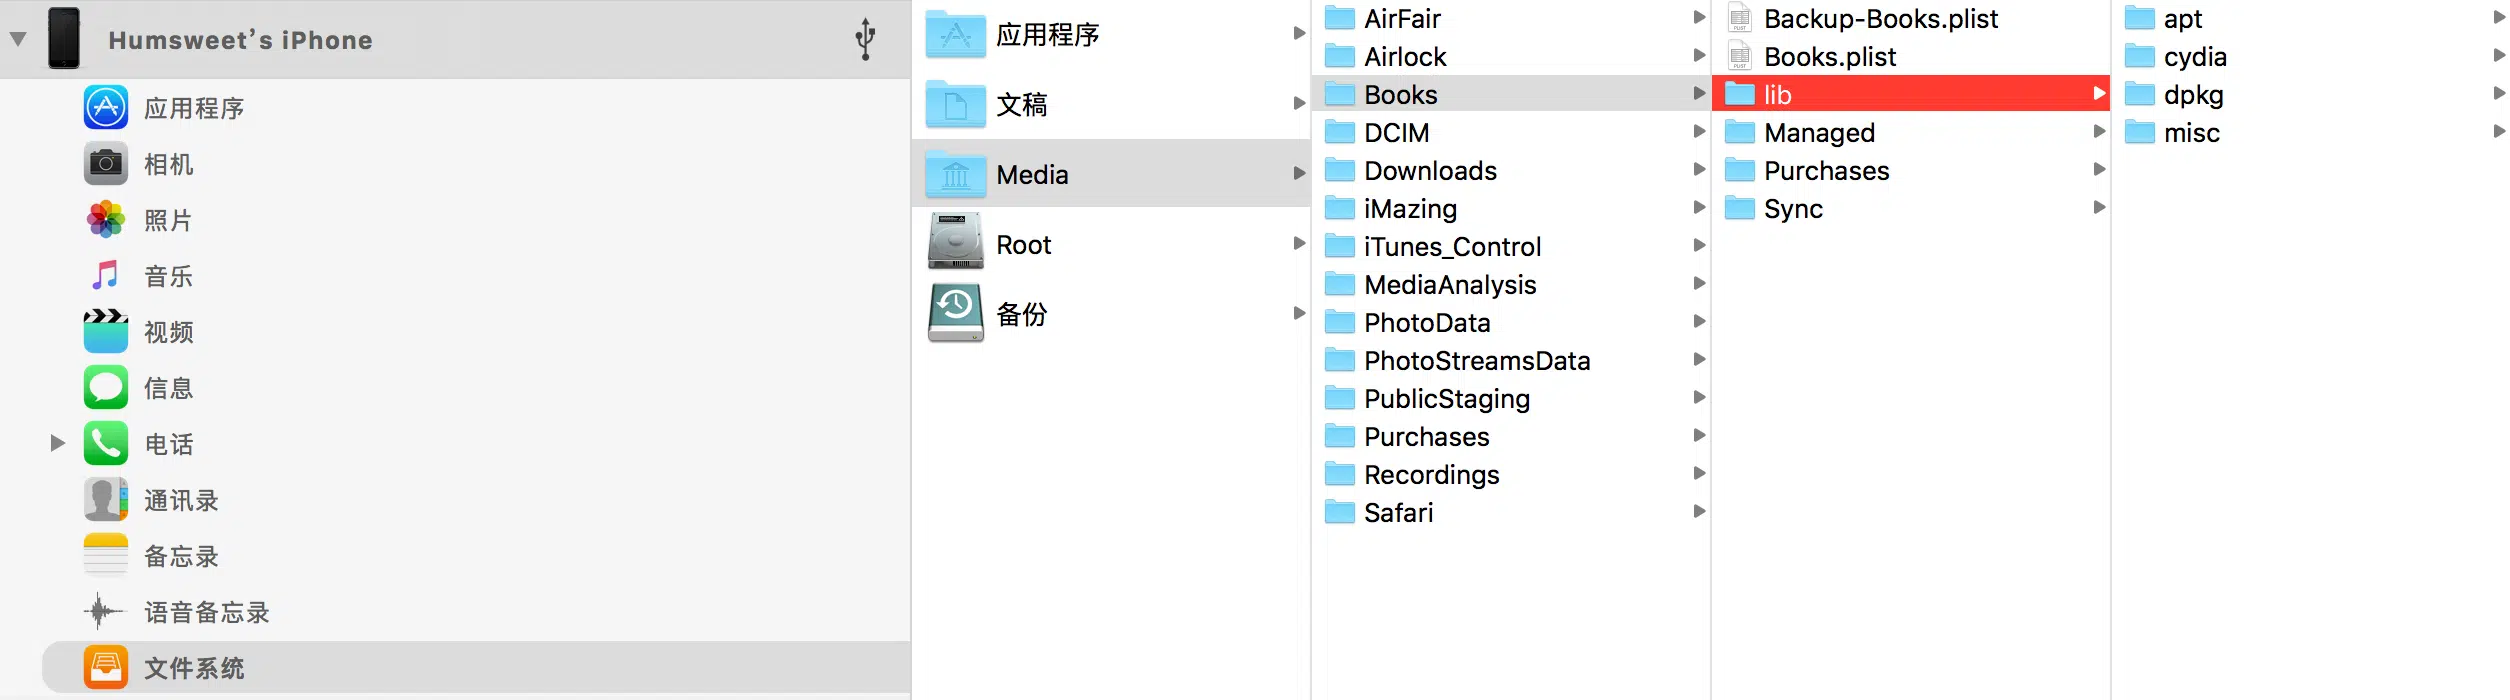 Humsweet’s iPhone
应用程序
相机
照片
音乐
视频
信息
电话
通讯录
备忘录
语音备忘录
文件系统
应用程序
文稿
Media
Root
备份
AirFair
Airlock
Books
DCIM
Downloads
iMazing
iTunes_Control
MediaAnalysis
PhotoData
PhotoStreamsData
PublicStaging
Purchases
Recordings
Safari
Backup-Books.plist
Books.plist
lib
Managed
Purchases
Sync
apt
cydia
dpkg
misc